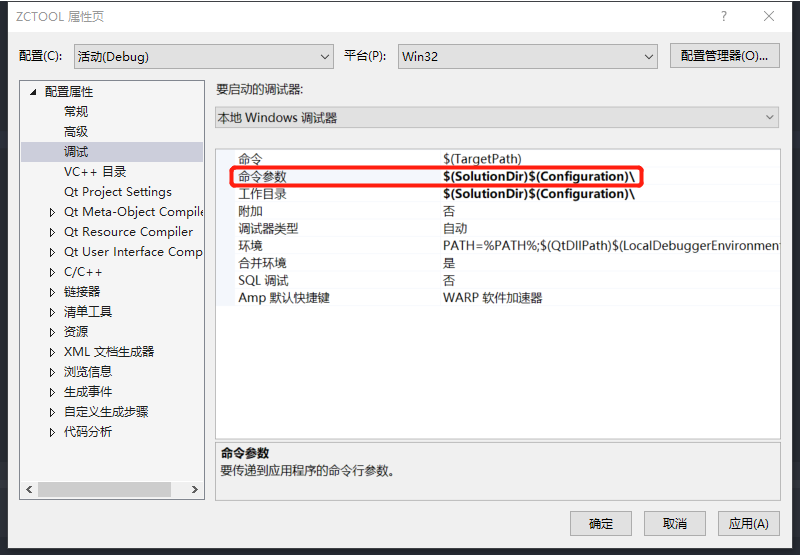 ZCTOOL 属性页
配置(C): 活动(Debug) 平台(P): Win32 配置管理器(O)...
配置属性
常规
高级
调试
VC++ 目录
Qt Project Settings
Qt Meta-Object Compile
Qt Resource Compiler
Qt User Interface Comp
C/C++
链接器
清单工具
资源
XML 文档生成器
浏览信息
生成事件
自定义生成步骤
代码分析
要启动的调试器:
本地 Windows 调试器
命令 $(TargetPath)
命令参数 $(SolutionDir)$(Configuration)\
工作目录 $(SolutionDir)$(Configuration)\
附加 否
调试器类型 自动
环境 PATH=%PATH%;$(QtDllPath)$(LocalDebuggerEnvironment
合并环境 是
SQL 调试 否
Amp 默认快捷键 WARP 软件加速器
命令参数
要传递到应用程序的命令行参数。
确定 取消 应用(A)